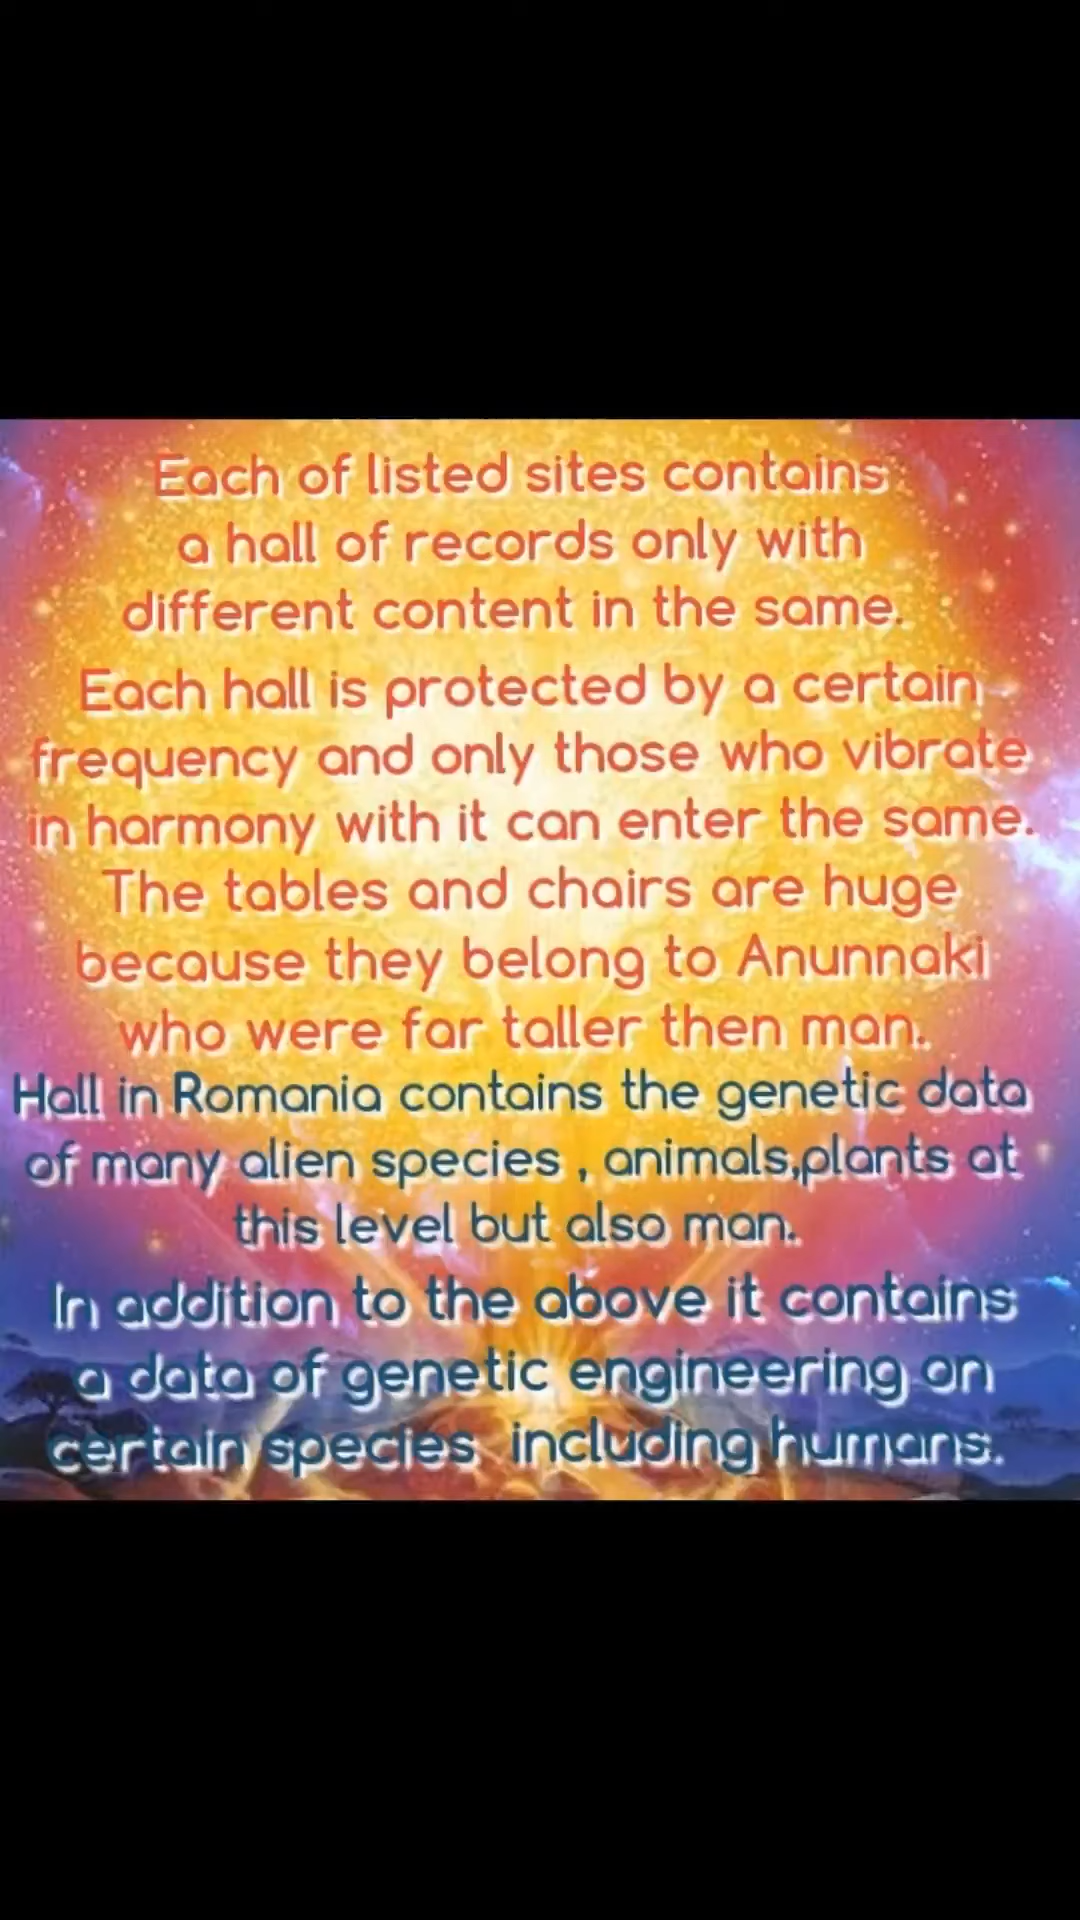 Each of listed sites contains
a hall of records only with
different content in the same.
Each hall is protected by a certain
frequency and only those who vibrate
in harmony with it can enter the same.
The tables and chairs are huge
because they belong to Anunnaki
who were far taller then man.
Hall in Romania contains the genetic data
of many alien species , animals,plants at
this level but also man.
In addition to the above it contains
a data of genetic engineering on
certain species including humans.